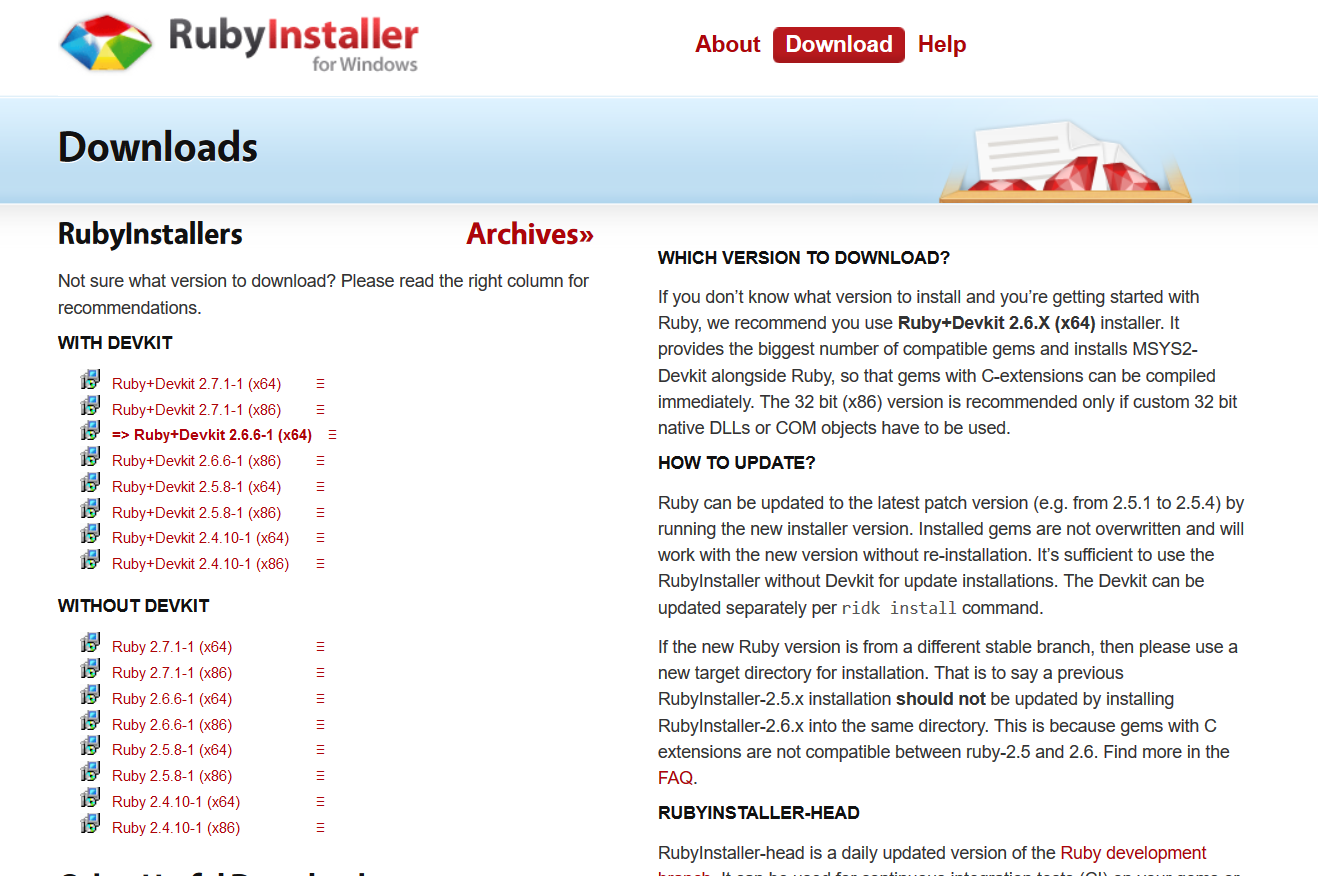 RubyInstaller
for Windows
About Download Help
Downloads
RubyInstallers
Archives»
Not sure what version to download? Please read the right column for
recommendations.
WITH DEVKIT
Ruby+Devkit 2.7.1-1 (x64)
Ruby+Devkit 2.7.1-1 (x86)
=> Ruby+Devkit 2.6.6-1 (x64)
Ruby+Devkit 2.6.6-1 (x86)
Ruby+Devkit 2.5.8-1 (x64)
Ruby+Devkit 2.5.8-1 (x86)
Ruby+Devkit 2.4.10-1 (x64)
Ruby+Devkit 2.4.10-1 (x86)
WITHOUT DEVKIT
Ruby 2.7.1-1 (x64)
Ruby 2.7.1-1 (x86)
Ruby 2.6.6-1 (x64)
Ruby 2.6.6-1 (x86)
Ruby 2.5.8-1 (x64)
Ruby 2.5.8-1 (x86)
Ruby 2.4.10-1 (x64)
Ruby 2.4.10-1 (x86)
WHICH VERSION TO DOWNLOAD?
If you don’t know what version to install and you’re getting started with
Ruby, we recommend you use Ruby+Devkit 2.6.X (x64) installer. It
provides the biggest number of compatible gems and installs MSYS2-
Devkit alongside Ruby, so that gems with C-extensions can be compiled
immediately. The 32 bit (x86) version is recommended only if custom 32 bit
native DLLs or COM objects have to be used.
HOW TO UPDATE?
Ruby can be updated to the latest patch version (e.g. from 2.5.1 to 2.5.4) by
running the new installer version. Installed gems are not overwritten and will
work with the new version without re-installation. It’s sufficient to use the
RubyInstaller without Devkit for update installations. The Devkit can be
updated separately per ridk install command.
If the new Ruby version is from a different stable branch, then please use a
new target directory for installation. That is to say a previous
RubyInstaller-2.5.x installation should not be updated by installing
RubyInstaller-2.6.x into the same directory. This is because gems with C
extensions are not compatible between ruby-2.5 and 2.6. Find more in the
FAQ.
RUBYINSTALLER-HEAD
RubyInstaller-head is a daily updated version of the Ruby development